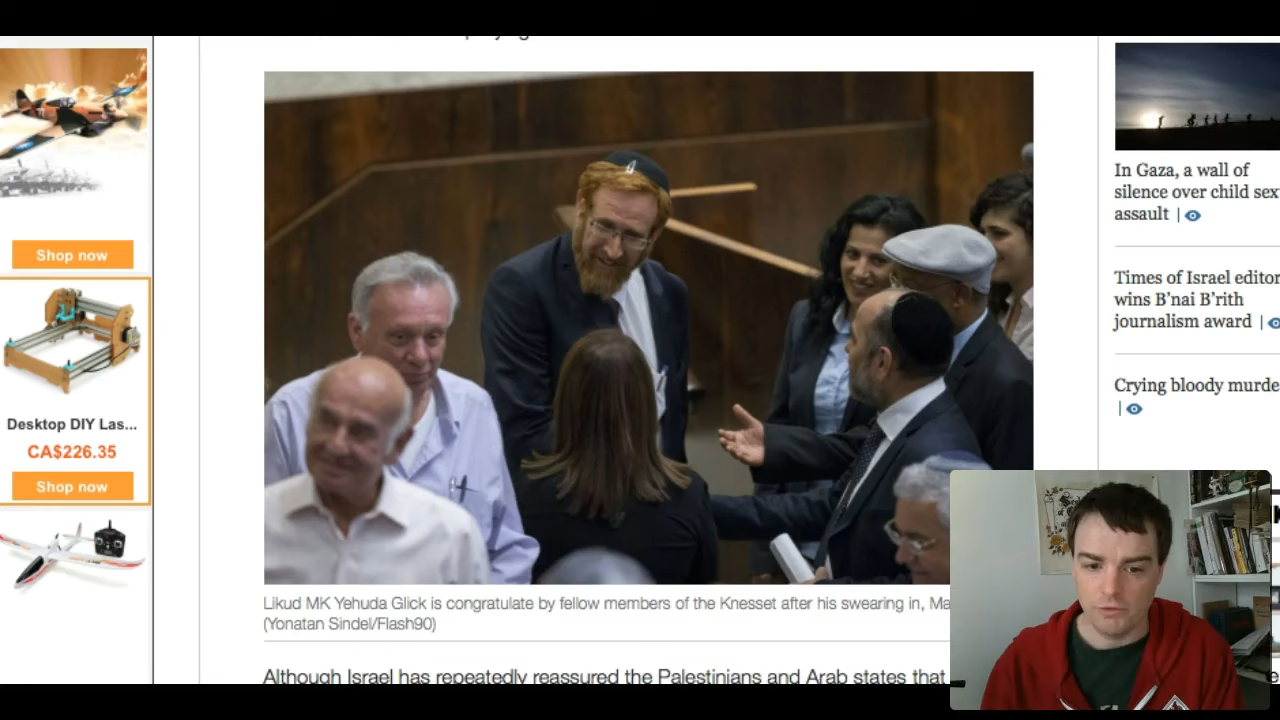 Shop now
Desktop DIY Las...
CA$226.35
Shop now
Likud MK Yehuda Glick is congratulate by fellow members of the Knesset after his swearing in,
(Yonatan Sindel/Flash90)
Although Israel has repeatedly reassured the Palestinians and Arab states that
In Gaza, a wall of
silence over child sex
assault |
Times of Israel editor
wins B'nai B'rith
journalism award |
Crying bloody murde
|